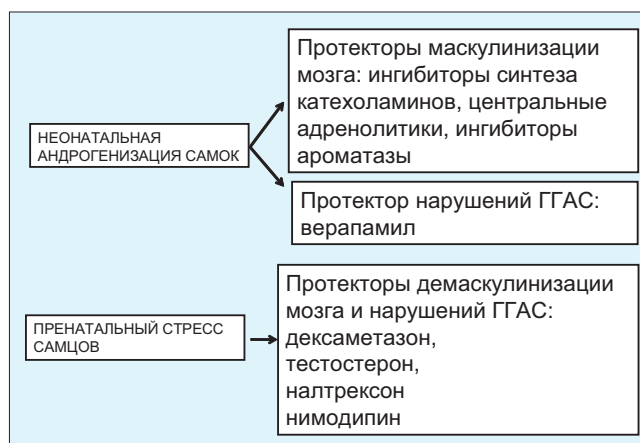 НЕОНАТАЛЬНАЯ
АНДРОГЕНИЗАЦИЯ САМОК
Протекторы маскулинизации
мозга: ингибиторы синтеза
катехоламинов, центральные
адренолитики, ингибиторы
ароматазы
Протектор нарушений ГГАС:
верапамил
ПРЕНАТАЛЬНЫЙ СТРЕСС
САМЦОВ
Протекторы демаскулинизации
мозга и нарушений ГГАС:
дексаметазон,
тестостерон,
налтрексон
нимодипин